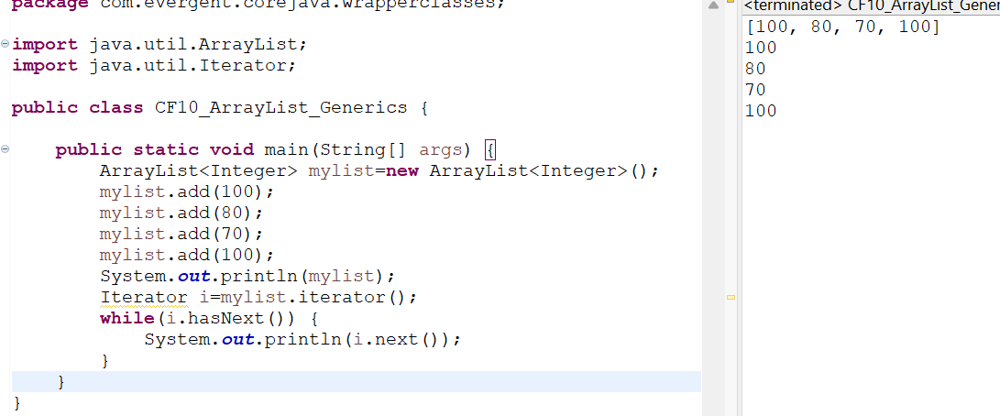 package com.evergent.corejava.wrapperclasses;
import java.util.ArrayList;
import java.util.Iterator;
public class CF10_ArrayList_Generics {
public static void main(String[] args) {
ArrayList<Integer> mylist=new ArrayList<Integer>();
mylist.add(100);
mylist.add(80);
mylist.add(70);
mylist.add(100);
System.out.println(mylist);
Iterator i=mylist.iterator();
while(i.hasNext()) {
System.out.println(i.next());
}
}
}
<terminated> CF10_ArrayList_Gener
[100, 80, 70, 100]
100
80
70
100